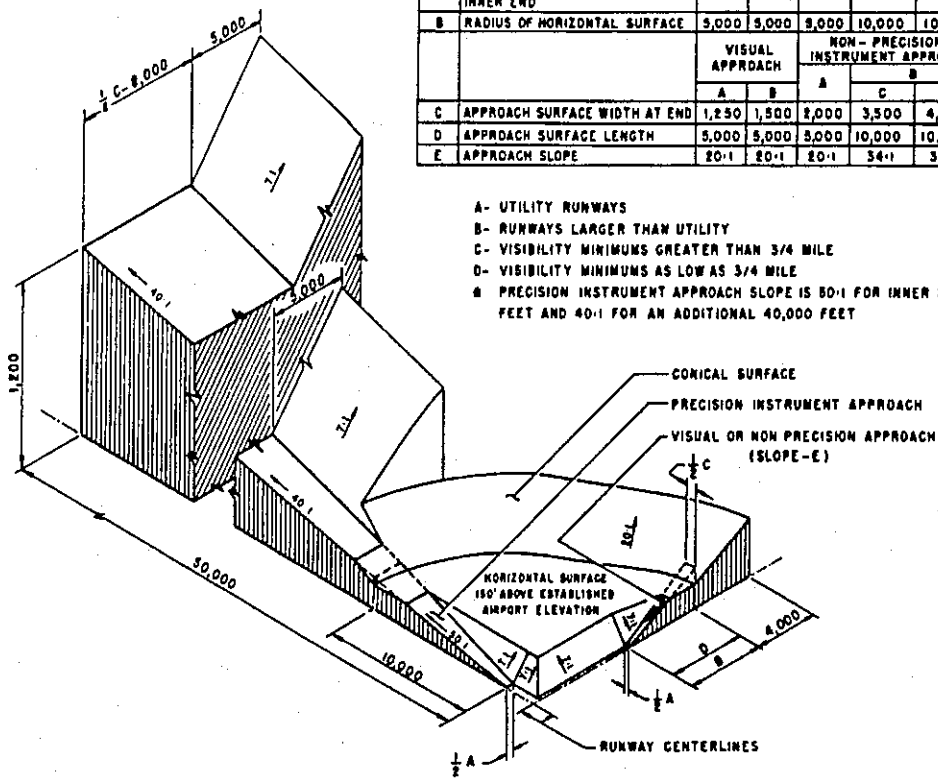 INNER END
B RADIUS OF HORIZONTAL SURFACE 5,000 5,000 5,000 10,000 10
VISUAL APPROACH
NON-PRECISION INSTRUMENT APPR
A
B
A B C
C APPROACH SURFACE WIDTH AT END 1,250 1,500 2,000 3,500 4,
D APPROACH SURFACE LENGTH 5,000 5,000 5,000 10,000 10,
E APPROACH SLOPE 20:1 20:1 20:1 34:1 3
A- UTILITY RUNWAYS
B- RUNWAYS LARGER THAN UTILITY
C- VISIBILITY MINIMUMS GREATER THAN 3/4 MILE
D- VISIBILITY MINIMUMS AS LOW AS 3/4 MILE
PRECISION INSTRUMENT APPROACH SLOPE IS 50:1 FOR INNER
FEET AND 40:1 FOR AN ADDITIONAL 40,000 FEET
5,000
1/2 C-8,000
7:1
40:1
5,000
1,200
7:1
40:1
CONICAL SURFACE
PRECISION INSTRUMENT APPROACH
VISUAL OR NON PRECISION APPROACH
(SLOPE-E)
1/2 C
20:1
50,000
HORIZONTAL SURFACE
150' ABOVE ESTABLISHED
AIRPORT ELEVATION
50:1
7:1
7:1
7:1
7:1
10,000
4,000
D
B
1/2 A
RUNWAY CENTERLINES
1/2 A